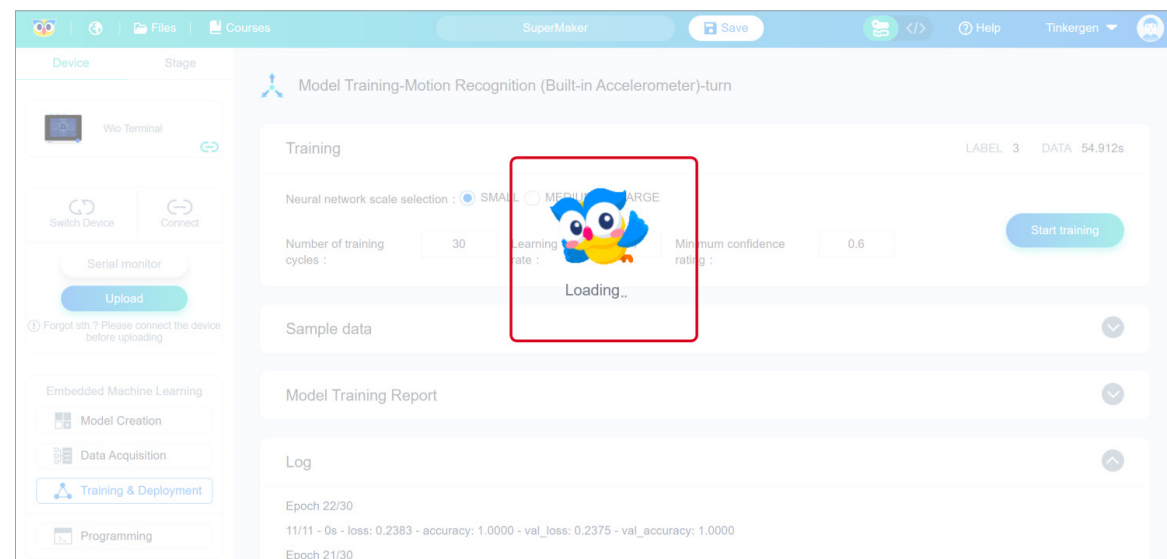 Files
Courses
SuperMaker
Save
</>
Help
Tinkergen
Device
Stage
Wio Terminal
Switch Device
Connect
Serial monitor
Upload
Forgot sth.? Please connect the device
before uploading
Embedded Machine Learning
Model Creation
Data Acquisition
Training & Deployment
Programming
Model Training-Motion Recognition (Built-in Accelerometer)-turn
Training
LABEL 3 DATA 54.912s
Neural network scale selection : SMALL
Number of training
cycles :
30
Learning
rate :
Minimum confidence
rating :
0.6
Start training
Loading..
Sample data
Model Training Report
Log
Epoch 22/30
11/11 - 0s - loss: 0.2383 - accuracy: 1.0000 - val_loss: 0.2375 - val_accuracy: 1.0000
Epoch 21/30